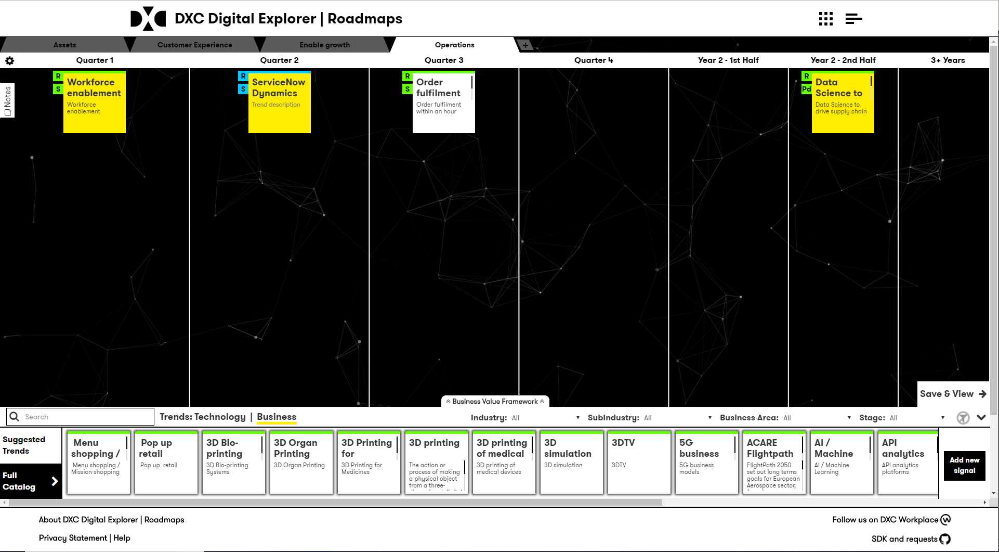 DXC Digital Explorer | Roadmaps
Assets
Customer Experience
Enable growth
Operations
+
Quarter 1
Quarter 2
Quarter 3
Quarter 4
Year 2 - 1st Half
Year 2 - 2nd Half
3+ Years
Notes
R
S
Workforce
enablement
Workforce
enablement
R
S
ServiceNow
Dynamics
Trend description
R
S
Order
fulfilment
Order fulfilment
within an hour
R
Pd
Data
Science to
Data Science to
drive supply chain
Save & View
Business Value Framework
Search
Trends: Technology | Business
Industry: All
SubIndustry: All
Business Area: All
Stage: All
Suggested
Trends
Full
Catalog
Menu
shopping /
Menu shopping /
Mission shopping
Pop up
retail
Pop up retail
3D Bio-
printing
3D Bio-printing
Systems
3D Organ
Printing
3D Organ Printing
3D Printing
for
3D Printing for
Medicines
3D printing
The action or
process of making
a physical object
from a three-
3D printing
of medical
3D printing of
medical devices
3D
simulation
3D simulation
3DTV
3DTV
5G
business
5G business
models
ACARE
Flightpath
FlightPath 2050
set out long terms
goals for European
Aerospace sector,
AI /
Machine
AI / Machine
Learning
API
analytics
API analytics
platforms
Add new
signal
About DXC Digital Explorer | Roadmaps
Follow us on DXC Workplace
Privacy Statement | Help
SDK and requests